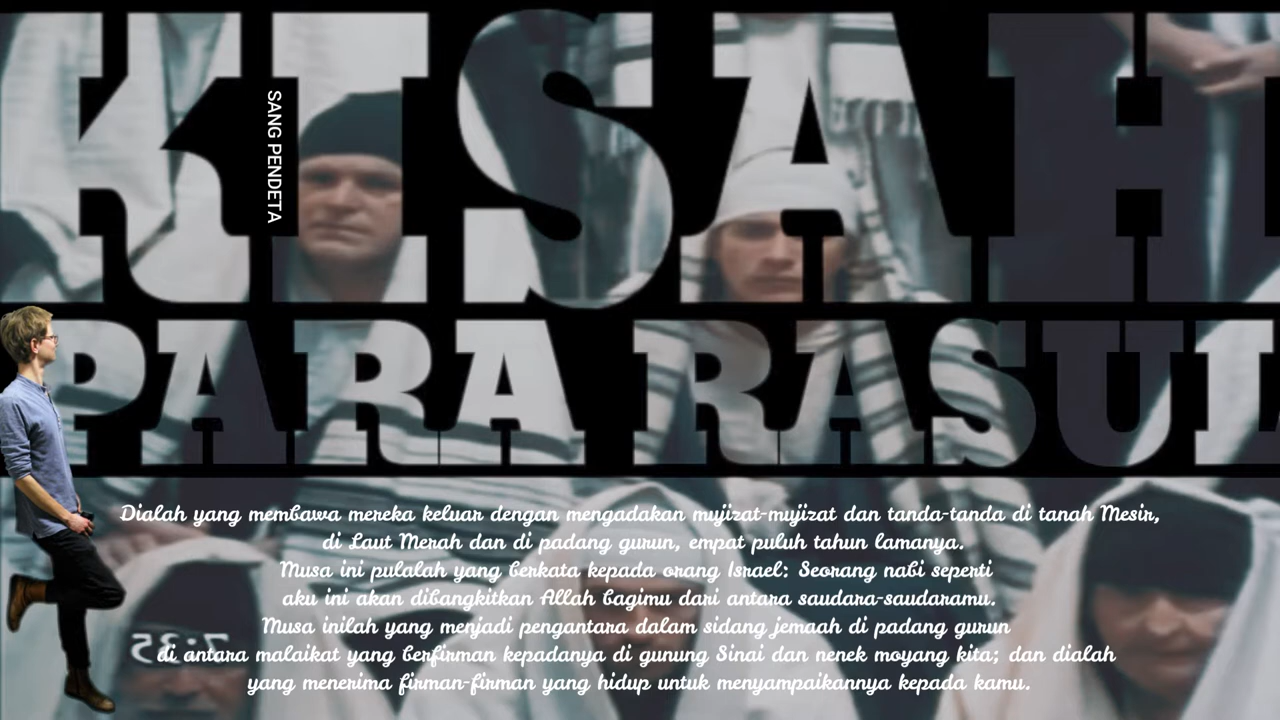 KISAH
SANG PENDETA
PARA RASUL
Dialah yang membawa mereka keluar dengan mengadakan mujizat-mujizat dan tanda-tanda di tanah Mesir,
di Laut Merah dan di padang gurun, empat puluh tahun lamanya.
Musa ini pulalah yang berkata kepada orang Israel: Seorang nabi seperti
aku ini akan dibangkitkan Allah bagimu dari antara saudara-saudaramu.
Musa inilah yang menjadi pengantara dalam sidang jemaah di padang gurun
7:35
di antara malaikat yang berfirman kepadanya di gunung Sinai dan nenek moyang kita; dan dialah
yang menerima firman-firman yang hidup untuk menyampaikannya kepada kamu.